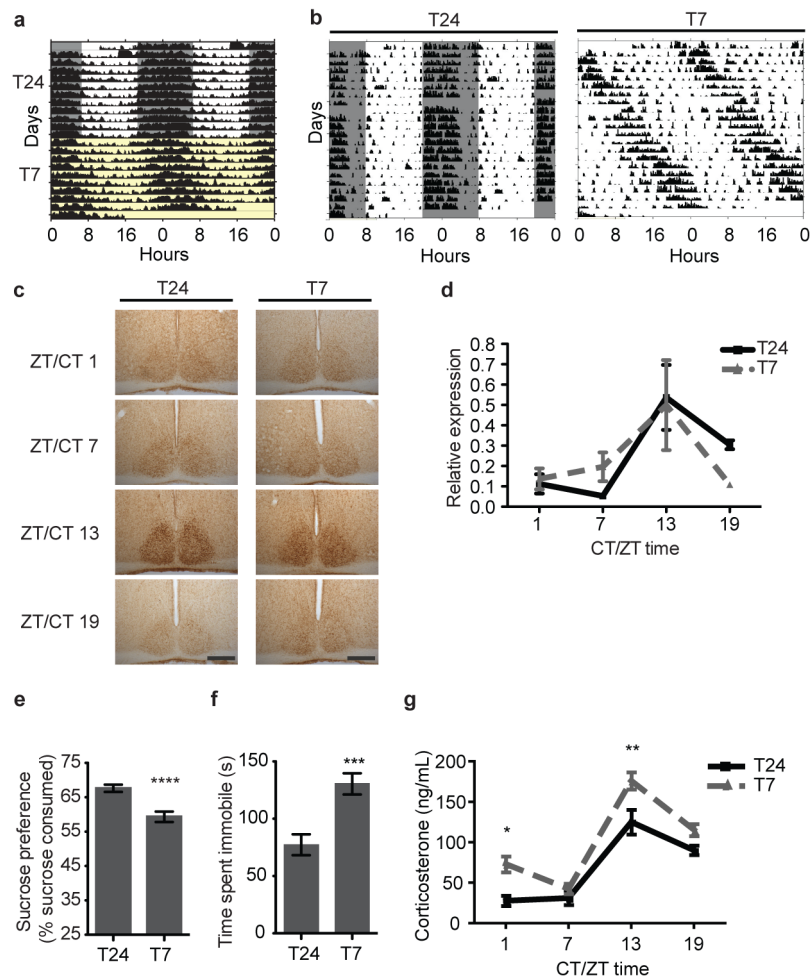 a
T24
T7
Days
0 8 16 0 8 16 0
Hours
b
T24
T7
Days
0 8 16 0 8 16 0
Hours
0 8 16 0 8 16 0
Hours
c
T24
T7
ZT/CT 1
ZT/CT 7
ZT/CT 13
ZT/CT 19
d
Relative expression
0.8
0.7
0.6
0.5
0.4
0.3
0.2
0.1
0.0
1 7 13 19
CT/ZT time
T24
T7
e
Sucrose preference
(% sucrose consumed)
75
65
55
45
35
25
****
T24 T7
f
Time spent immobile (s)
150
100
50
0
***
T24 T7
g
Corticosterone (ng/mL)
200
150
100
50
0
*
**
1 7 13 19
CT/ZT time
T24
T7